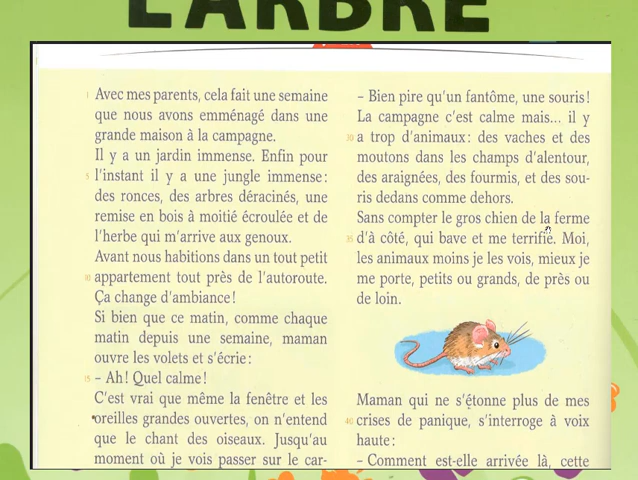 L'ARBRE
1 Avec mes parents, cela fait une semaine
que nous avons emménagé dans une
grande maison à la campagne.
Il y a un jardin immense. Enfin pour
5 l'instant il y a une jungle immense :
des ronces, des arbres déracinés, une
remise en bois à moitié écroulée et de
l'herbe qui m'arrive aux genoux.
Avant nous habitions dans un tout petit
10 appartement tout près de l'autoroute.
Ça change d'ambiance !
Si bien que ce matin, comme chaque
matin depuis une semaine, maman
ouvre les volets et s'écrie :
15 – Ah ! Quel calme !
C'est vrai que même la fenêtre et les
oreilles grandes ouvertes, on n'entend
que le chant des oiseaux. Jusqu'au
moment où je vois passer sur le car-
– Bien pire qu'un fantôme, une souris !
La campagne c'est calme mais... il y
30 a trop d'animaux : des vaches et des
moutons dans les champs d'alentour,
des araignées, des fourmis, et des sou-
ris dedans comme dehors.
Sans compter le gros chien de la ferme
35 d'à côté, qui bave et me terrifie. Moi,
les animaux moins je les vois, mieux je
me porte, petits ou grands, de près ou
de loin.
Maman qui ne s'étonne plus de mes
40 crises de panique, s'interroge à voix
haute :
– Comment est-elle arrivée là, cette